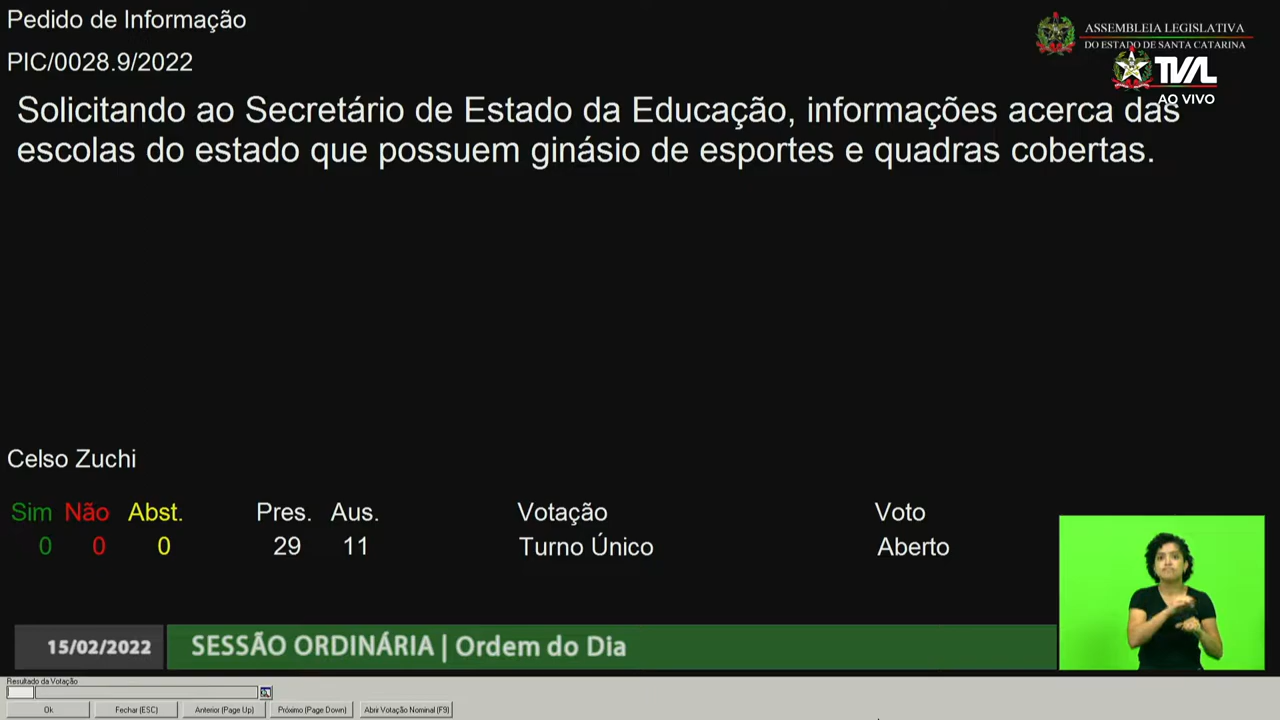 Pedido de Informação
PIC/0028.9/2022
ASSEMBLEIA LEGISLATIVA
DO ESTADO DE SANTA CATARINA
TVAL
AO VIVO
Solicitando ao Secretário de Estado da Educação, informações acerca das
escolas do estado que possuem ginásio de esportes e quadras cobertas.
Celso Zuchi
Sim Não Abst. Pres. Aus. Votação Voto
0 0 0 29 11 Turno Único Aberto
15/02/2022 SESSÃO ORDINÁRIA | Ordem do Dia
Resultado da Votação
Ok Fechar (ESC) Anterior (Page Up) Próximo (Page Down) Abrir Votação Nominal (F9)